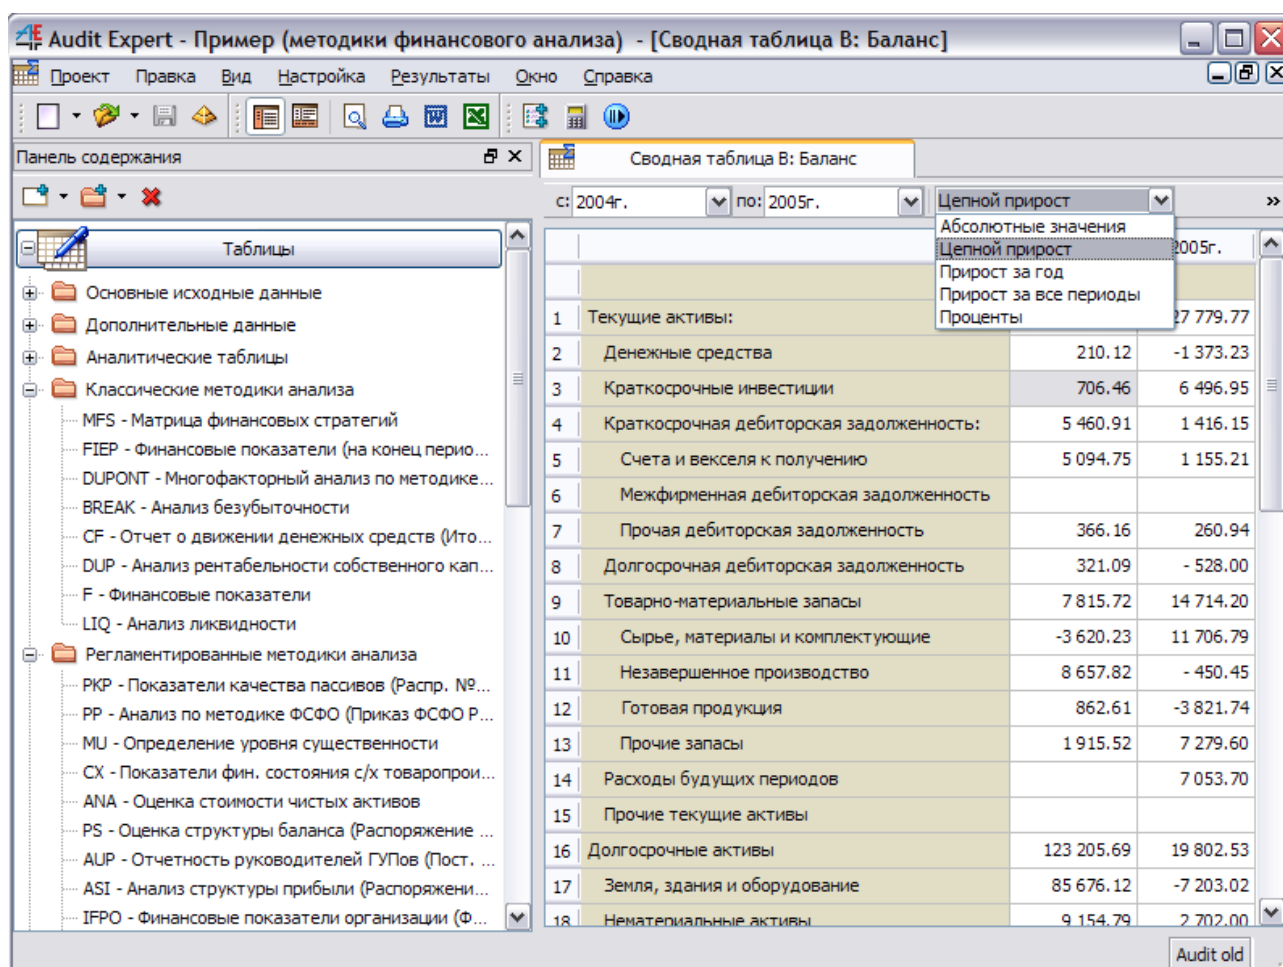 Audit Expert - Пример (методики финансового анализа) - [Сводная таблица В: Баланс]
Проект Правка Вид Настройка Результаты Окно Справка
Панель содержания
Сводная таблица В: Баланс
с: 2004г. по: 2005г. Цепной прирост »
Абсолютные значения
Цепной прирост
Прирост за год
Прирост за все периоды
Проценты
Таблицы
Основные исходные данные
Дополнительные данные
Аналитические таблицы
Классические методики анализа
MFS - Матрица финансовых стратегий
FIEP - Финансовые показатели (на конец перио...
DUPONT - Многофакторный анализ по методике...
BREAK - Анализ безубыточности
CF - Отчет о движении денежных средств (Ито...
DUP - Анализ рентабельности собственного кап...
F - Финансовые показатели
LIQ - Анализ ликвидности
Регламентированные методики анализа
PKP - Показатели качества пассивов (Распр. №...
PP - Анализ по методике ФСФО (Приказ ФСФО Р...
MU - Определение уровня существенности
CX - Показатели фин. состояния с/х товаропрои...
ANA - Оценка стоимости чистых активов
PS - Оценка структуры баланса (Распоряжение ...
AUP - Отчетность руководителей ГУПов (Пост. ...
ASI - Анализ структуры прибыли (Распоряжени...
IFPO - Финансовые показатели организации (Ф...
2005г.
1 Текущие активы: 27 779.77
2 Денежные средства 210.12 -1 373.23
3 Краткосрочные инвестиции 706.46 6 496.95
4 Краткосрочная дебиторская задолженность: 5 460.91 1 416.15
5 Счета и векселя к получению 5 094.75 1 155.21
6 Межфирменная дебиторская задолженность
7 Прочая дебиторская задолженность 366.16 260.94
8 Долгосрочная дебиторская задолженность 321.09 - 528.00
9 Товарно-материальные запасы 7 815.72 14 714.20
10 Сырье, материалы и комплектующие -3 620.23 11 706.79
11 Незавершенное производство 8 657.82 - 450.45
12 Готовая продукция 862.61 -3 821.74
13 Прочие запасы 1 915.52 7 279.60
14 Расходы будущих периодов 7 053.70
15 Прочие текущие активы
16 Долгосрочные активы 123 205.69 19 802.53
17 Земля, здания и оборудование 85 676.12 -7 203.02
18 Нематериальные активы 9 154.79 2 702.00
Audit old